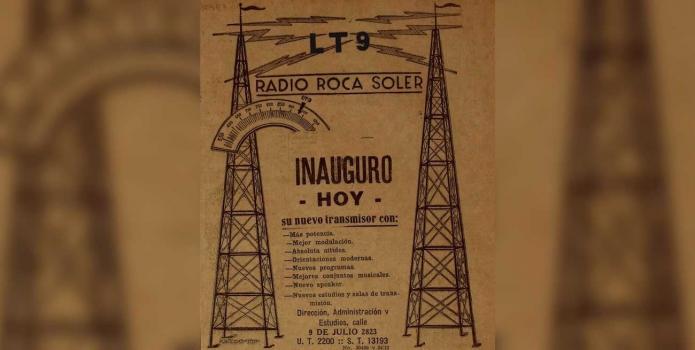 LT9
RADIO ROCA SOLER
INAUGURO
- HOY -
su nuevo transmisor con:
—Más potencia.
—Mejor modulación.
—Absoluta nitidez.
—Orientaciones modernas.
—Nuevos programas.
—Mejores conjuntos musicales.
—Nuevo speaker.
—Nuevos estudios y salas de trans-
misión.
Dirección, Administración y
Estudios, calle
9 DE JULIO 2823
U. T. 2200 :: S. T. 13193